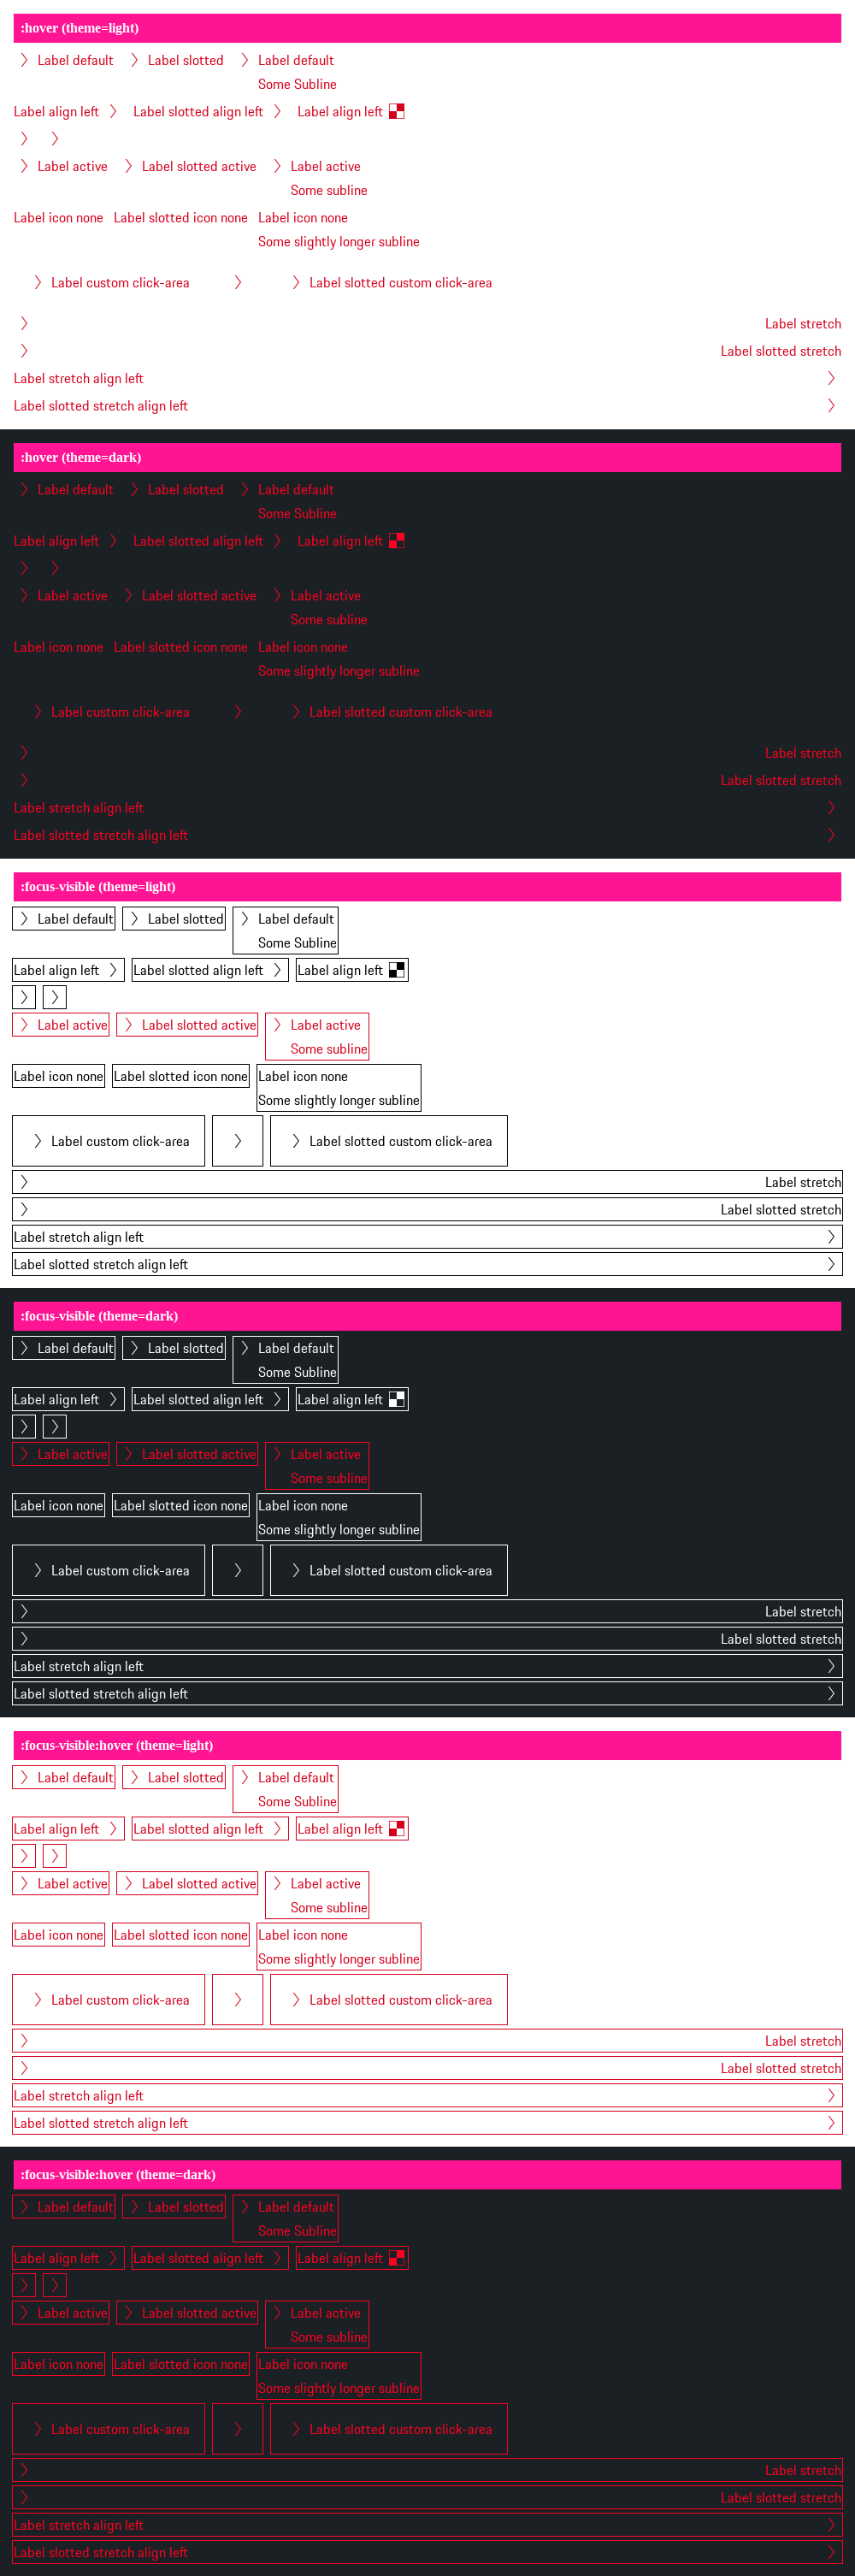 :hover (theme=light)
Label default Label slotted Label default
Some Subline
Label align left Label slotted align left Label align left
Label active Label slotted active Label active
Some subline
Label icon none Label slotted icon none Label icon none
Some slightly longer subline
Label custom click-area Label slotted custom click-area
Label stretch
Label slotted stretch
Label stretch align left
Label slotted stretch align left
:hover (theme=dark)
Label default Label slotted Label default
Some Subline
Label align left Label slotted align left Label align left
Label active Label slotted active Label active
Some subline
Label icon none Label slotted icon none Label icon none
Some slightly longer subline
Label custom click-area Label slotted custom click-area
Label stretch
Label slotted stretch
Label stretch align left
Label slotted stretch align left
:focus-visible (theme=light)
Label default Label slotted Label default
Some Subline
Label align left Label slotted align left Label align left
Label active Label slotted active Label active
Some subline
Label icon none Label slotted icon none Label icon none
Some slightly longer subline
Label custom click-area Label slotted custom click-area
Label stretch
Label slotted stretch
Label stretch align left
Label slotted stretch align left
:focus-visible (theme=dark)
Label default Label slotted Label default
Some Subline
Label align left Label slotted align left Label align left
Label active Label slotted active Label active
Some subline
Label icon none Label slotted icon none Label icon none
Some slightly longer subline
Label custom click-area Label slotted custom click-area
Label stretch
Label slotted stretch
Label stretch align left
Label slotted stretch align left
:focus-visible:hover (theme=light)
Label default Label slotted Label default
Some Subline
Label align left Label slotted align left Label align left
Label active Label slotted active Label active
Some subline
Label icon none Label slotted icon none Label icon none
Some slightly longer subline
Label custom click-area Label slotted custom click-area
Label stretch
Label slotted stretch
Label stretch align left
Label slotted stretch align left
:focus-visible:hover (theme=dark)
Label default Label slotted Label default
Some Subline
Label align left Label slotted align left Label align left
Label active Label slotted active Label active
Some subline
Label icon none Label slotted icon none Label icon none
Some slightly longer subline
Label custom click-area Label slotted custom click-area
Label stretch
Label slotted stretch
Label stretch align left
Label slotted stretch align left